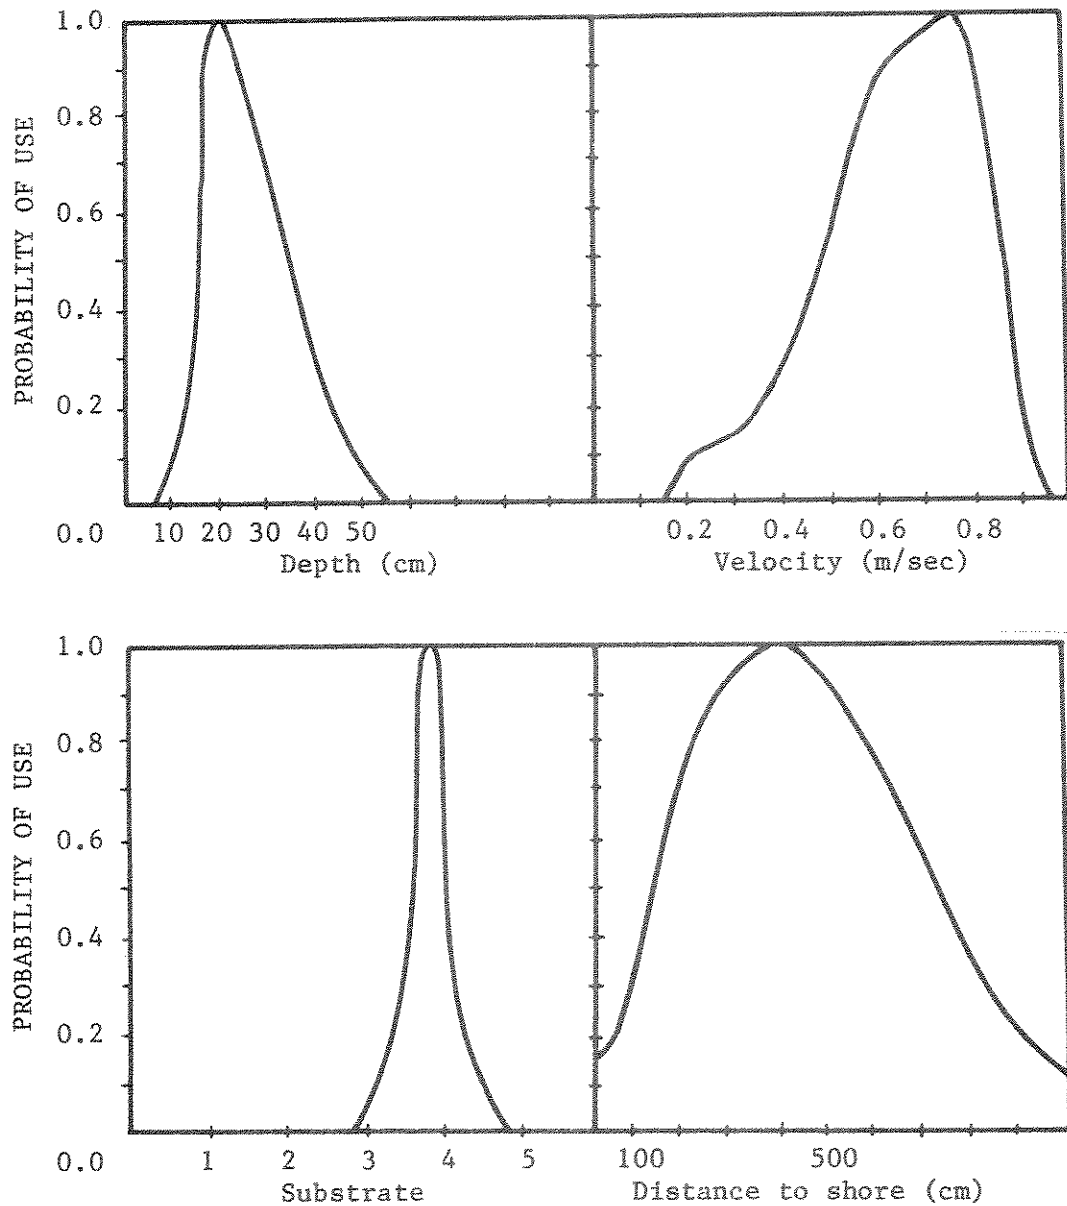 1.0
0.8
0.6
0.4
0.2
0.0
PROBABILITY OF USE
10 20 30 40 50
Depth (cm)
0.2 0.4 0.6 0.8
Velocity (m/sec)
1.0
0.8
0.6
0.4
0.2
0.0
PROBABILITY OF USE
1 2 3 4 5
Substrate
100 500
Distance to shore (cm)